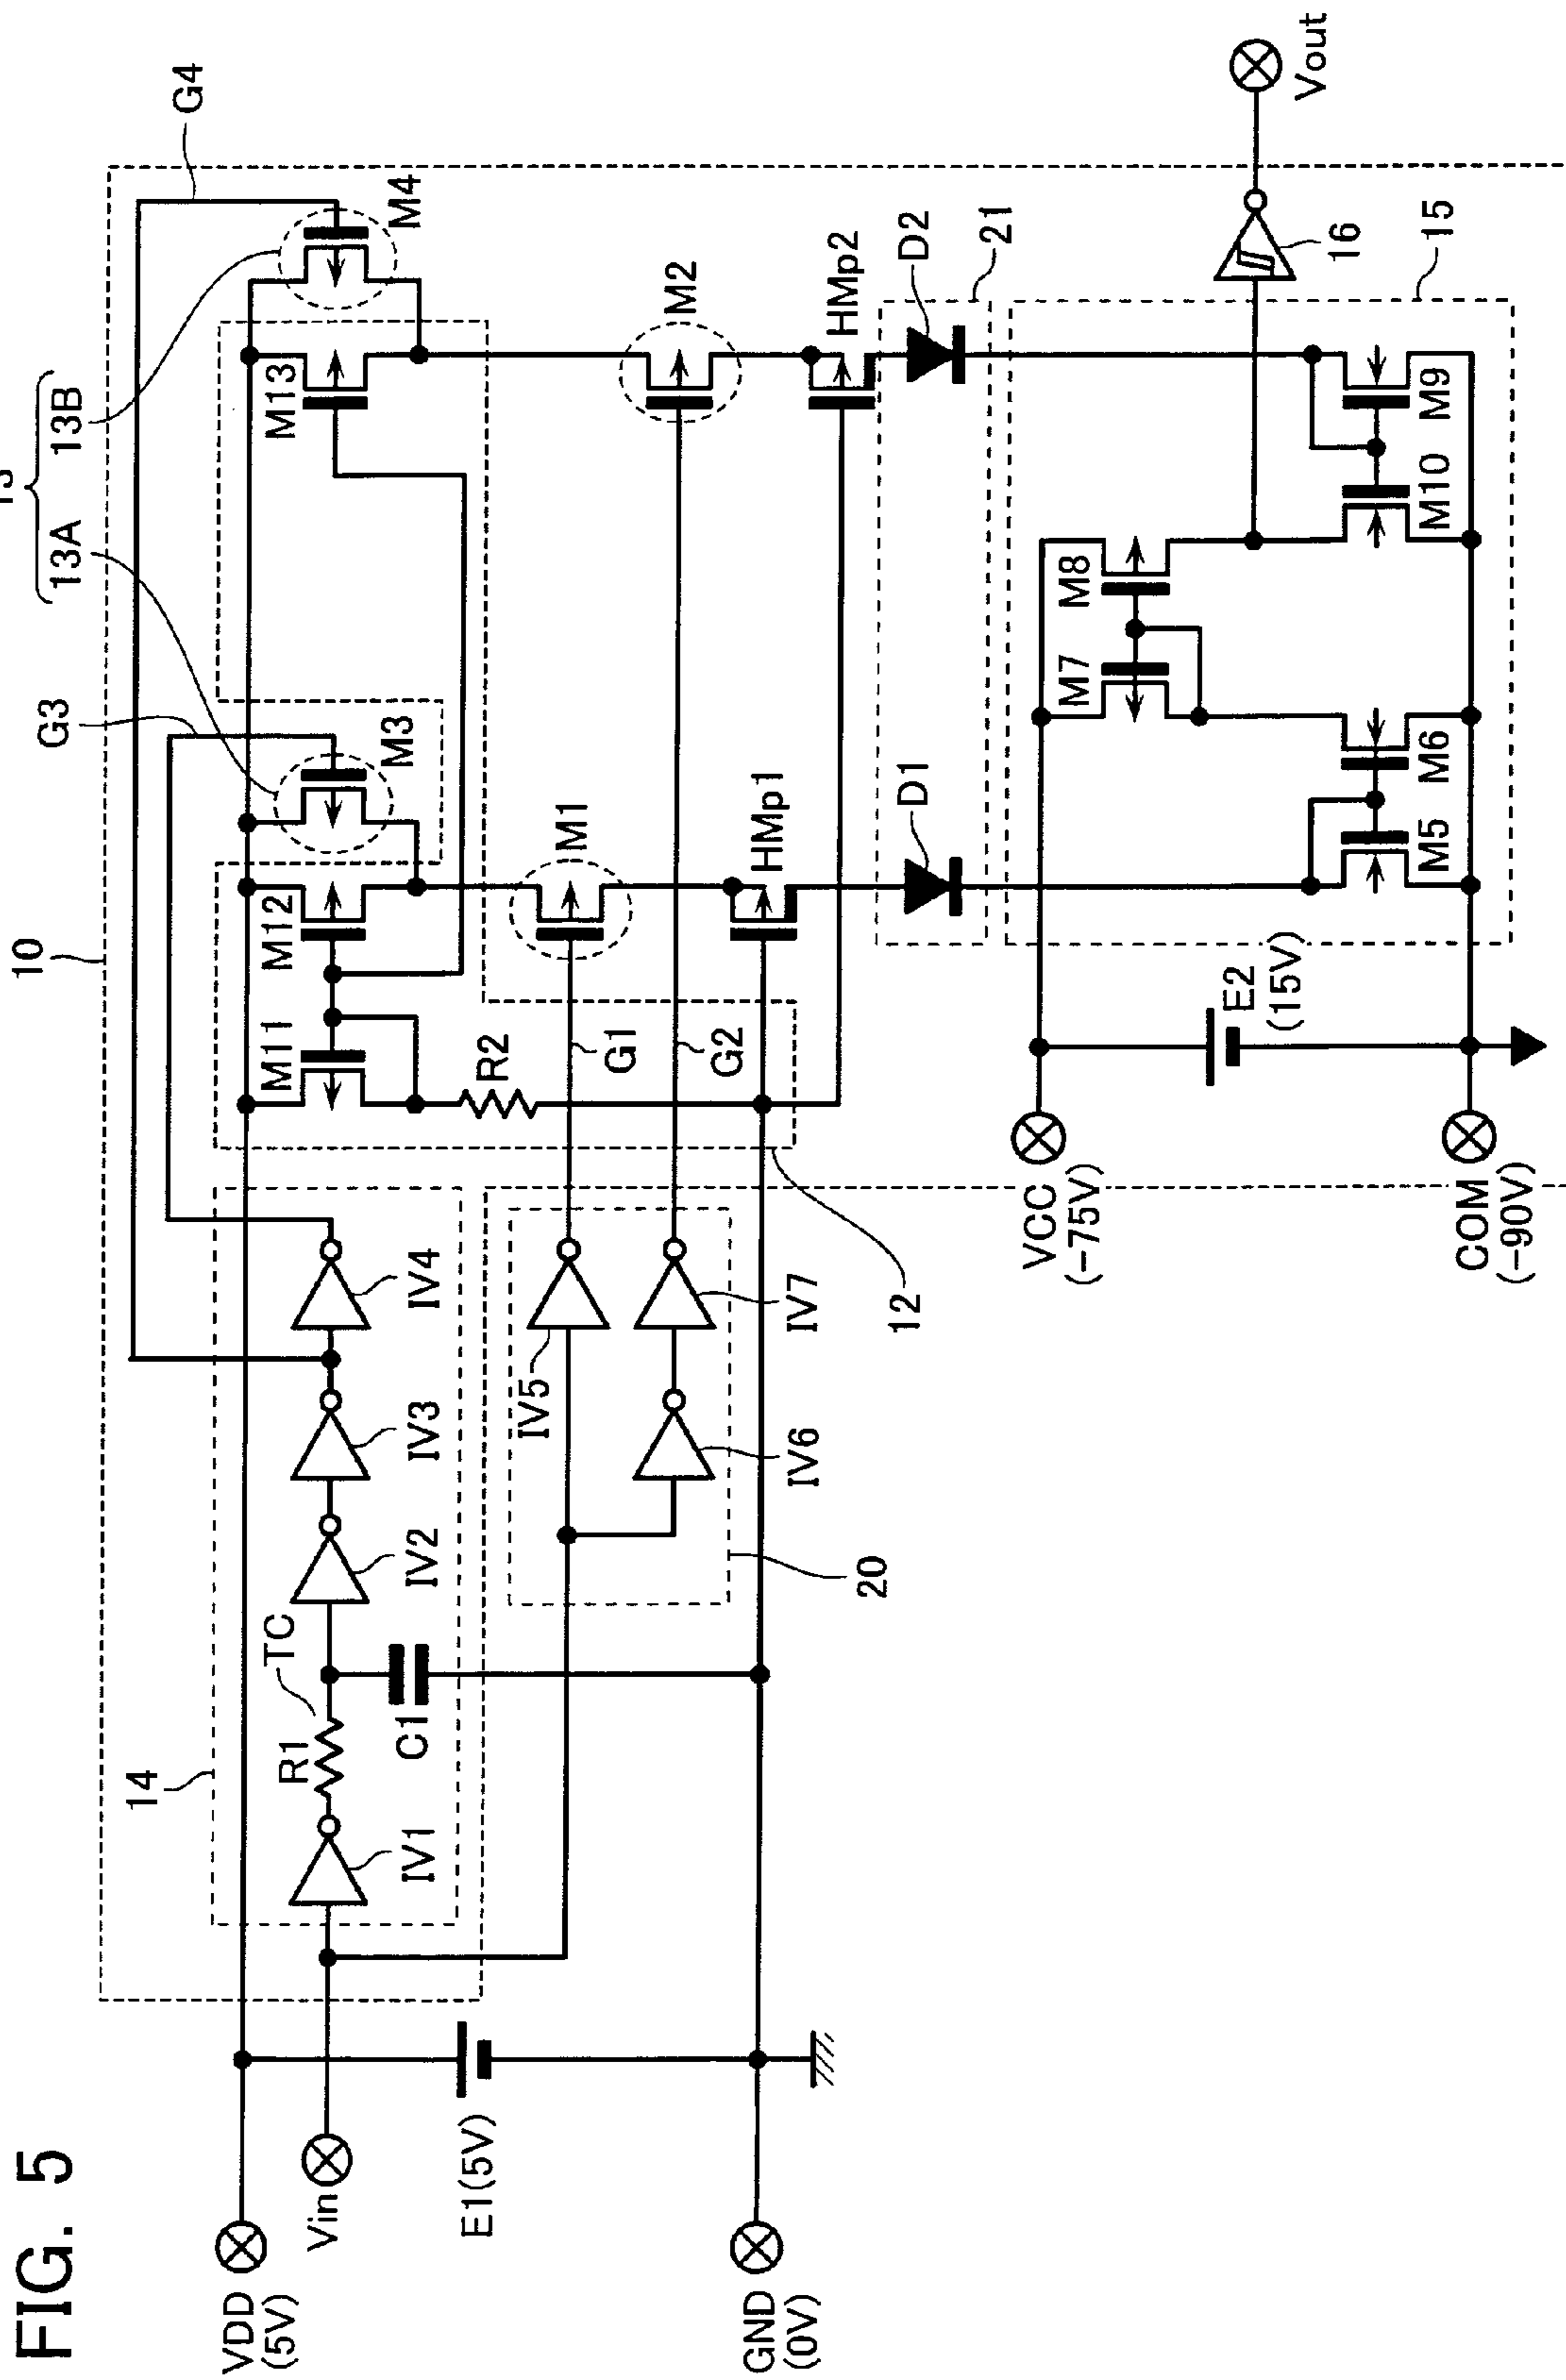 FIG. 5
10
13
13A
13B
G3
G4
14
R1
TC
C1
IV1
IV2
IV3
IV4
M11
M12
M3
M13
M4
R2
G1
G2
M1
M2
HMp1
HMp2
D1
D2
21
IV5
IV6
IV7
20
12
VDD
(5V)
Vin
E1(5V)
GND
(0V)
VCC
(-75V)
COM
(-90V)
E2
(15V)
M7
M8
M5
M6
M10
M9
16
15
Vout